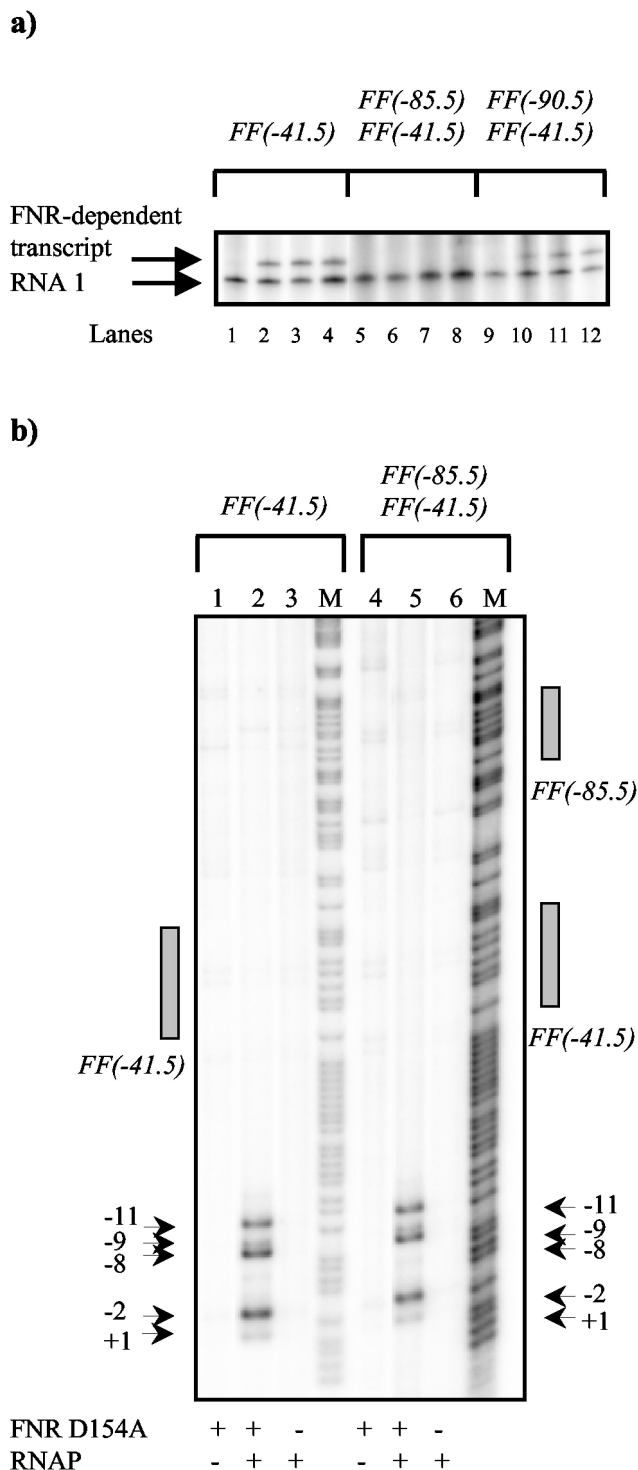 a)
FF(-85.5) FF(-90.5)
FF(-41.5) FF(-41.5) FF(-41.5)
FNR-dependent
transcript
RNA 1
Lanes 1 2 3 4 5 6 7 8 9 10 11 12
b)
FF(-85.5)
FF(-41.5) FF(-41.5)
1 2 3 M 4 5 6 M
FF(-85.5)
FF(-41.5)
FF(-41.5)
-11 -11
-9 -9
-8 -8
-2 -2
+1 +1
FNR D154A + + - + + -
RNAP - + + - + +